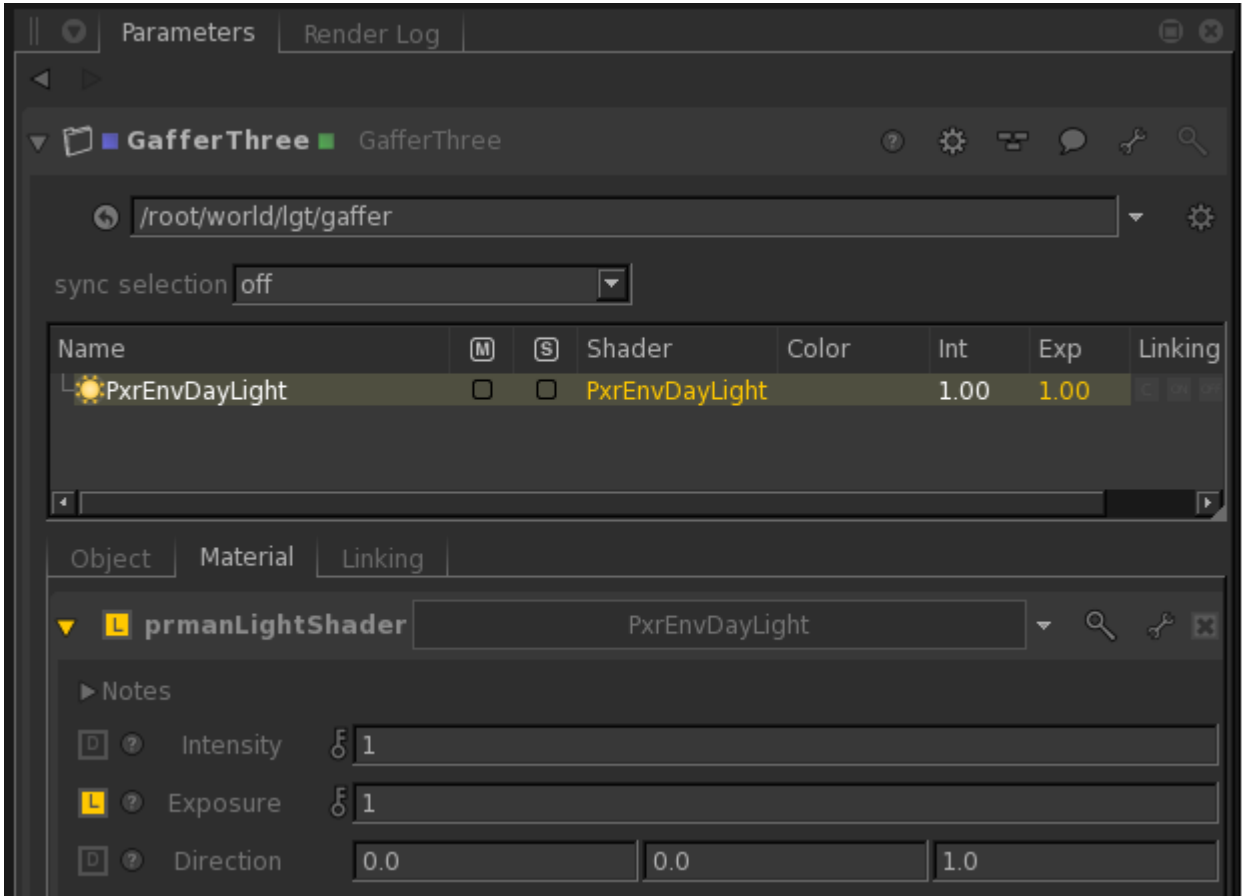 Parameters Render Log
GafferThree GafferThree
/root/world/lgt/gaffer
sync selection off
Name M S Shader Color Int Exp Linking
PxrEnvDayLight PxrEnvDayLight 1.00 1.00 C ON OFF
Object Material Linking
L prmanLightShader PxrEnvDayLight
Notes
D ? Intensity 1
L ? Exposure 1
D ? Direction 0.0 0.0 1.0